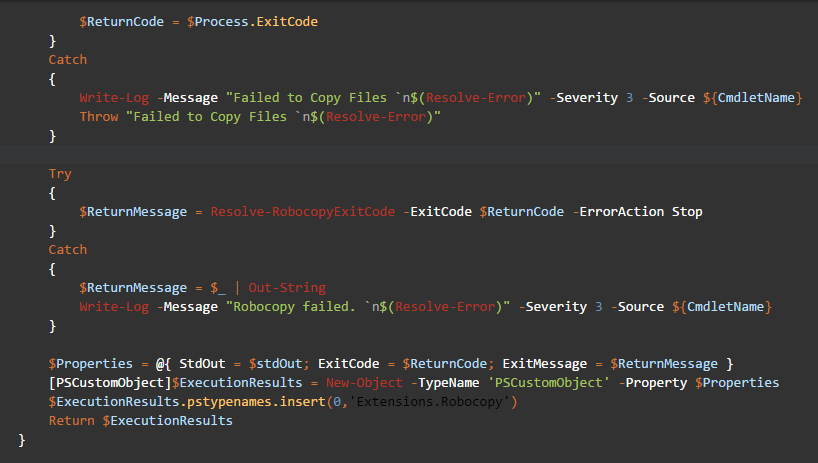 $ReturnCode = $Process.ExitCode
}
Catch
{
Write-Log -Message "Failed to Copy Files `n$(Resolve-Error)" -Severity 3 -Source ${CmdletName}
Throw "Failed to Copy Files `n$(Resolve-Error)"
}
Try
{
$ReturnMessage = Resolve-RobocopyExitCode -ExitCode $ReturnCode -ErrorAction Stop
}
Catch
{
$ReturnMessage = $_ | Out-String
Write-Log -Message "Robocopy failed. `n$(Resolve-Error)" -Severity 3 -Source ${CmdletName}
}
$Properties = @{ StdOut = $stdOut; ExitCode = $ReturnCode; ExitMessage = $ReturnMessage }
[PSCustomObject]$ExecutionResults = New-Object -TypeName 'PSCustomObject' -Property $Properties
$ExecutionResults.pstypenames.insert(0,'Extensions.Robocopy')
Return $ExecutionResults
}